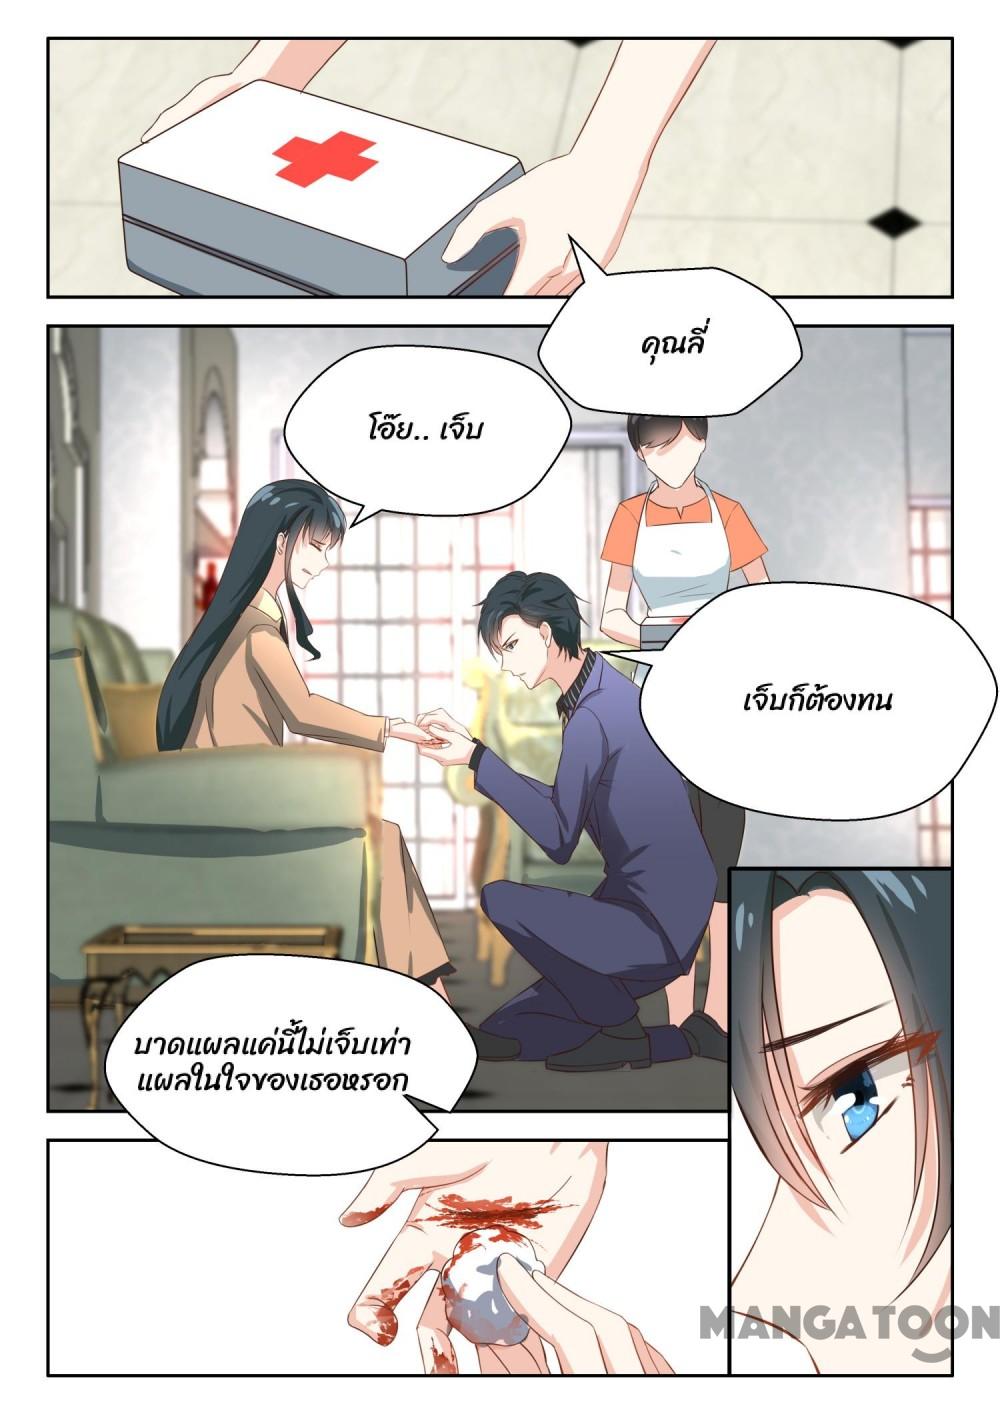 คุณลี่
โอ๊ย.. เจ็บ
เจ็บก็ต้องทน
บาดแผลแค่นี้ไม่เจ็บเท่า
แผลในใจของเธอหรอก
MANGATOON